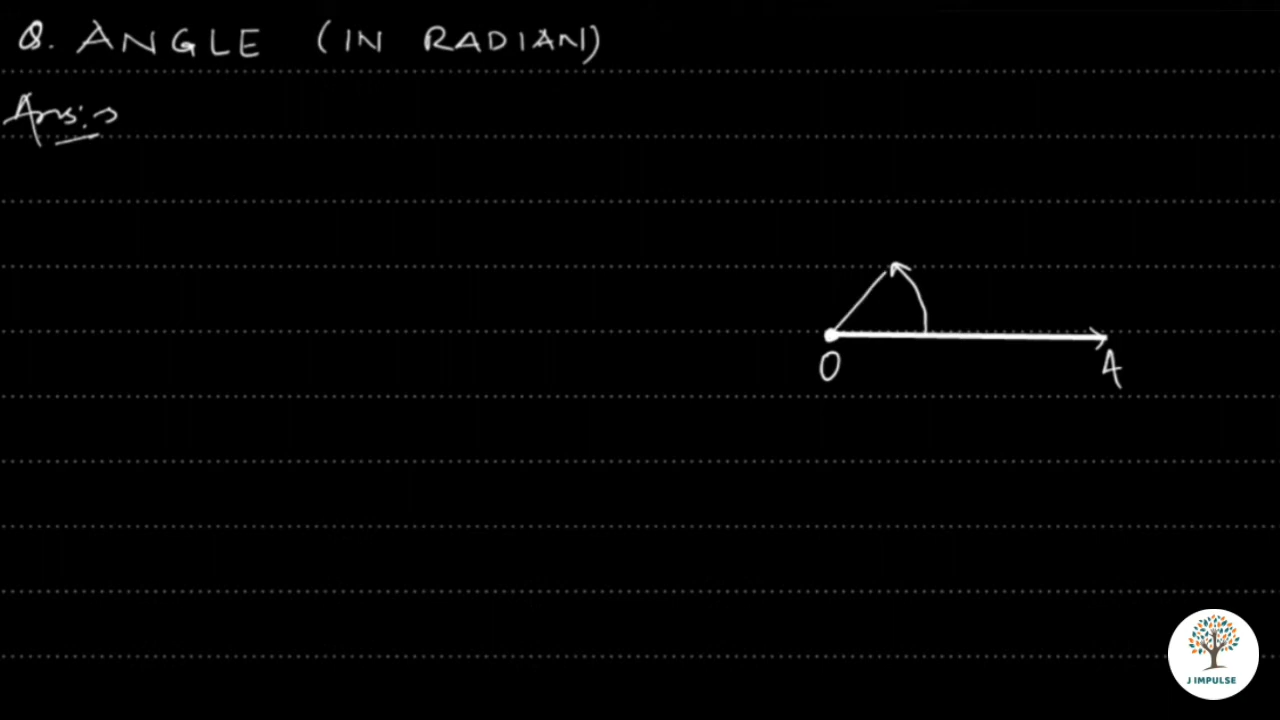 Q. ANGLE (IN RADIAN)
Ans:→
O A
J IMPULSE